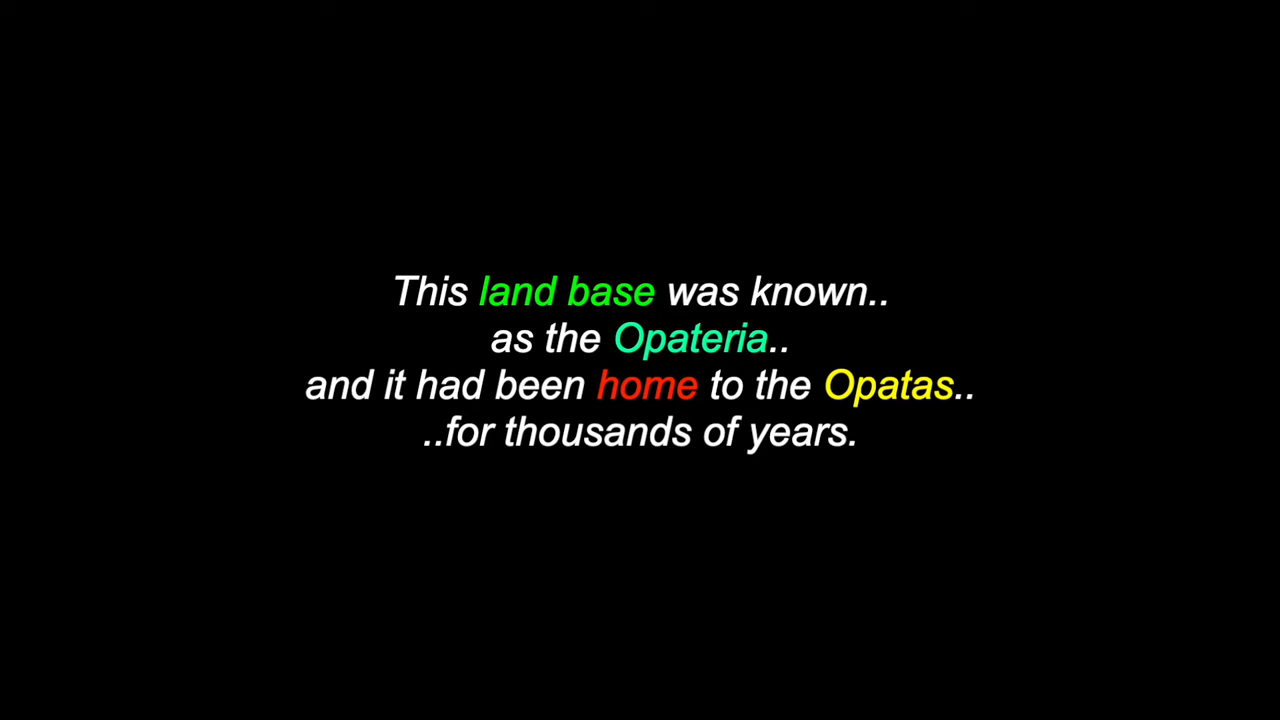 This land base was known..
as the Opateria..
and it had been home to the Opatas..
..for thousands of years.